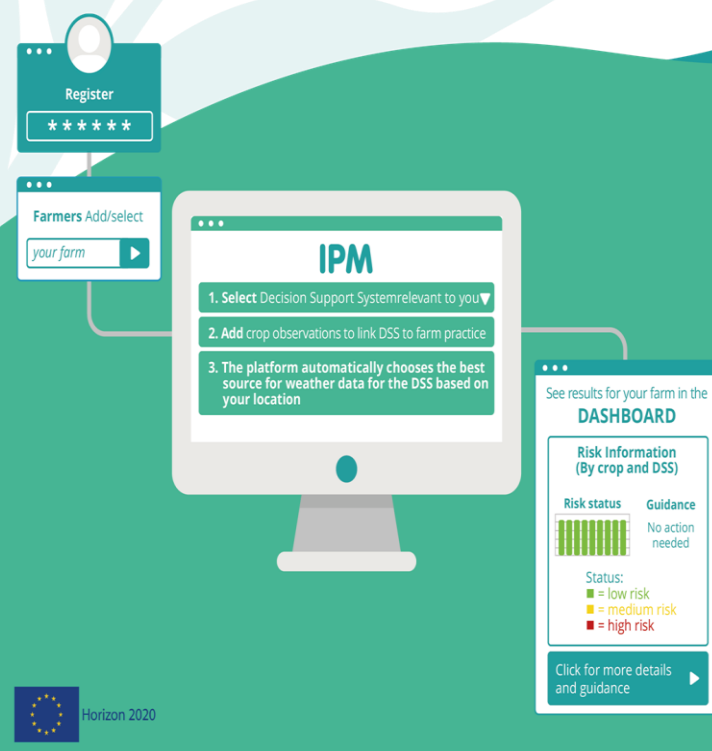 Register
******
Farmers Add/select
your farm
IPM
1. Select Decision Support Systemrelevant to you
2. Add crop observations to link DSS to farm practice
3. The platform automatically chooses the best
source for weather data for the DSS based on
your location
See results for your farm in the
DASHBOARD
Risk Information
(By crop and DSS)
Risk status
Guidance
No action
needed
Status:
= low risk
= medium risk
= high risk
Click for more details
and guidance
Horizon 2020